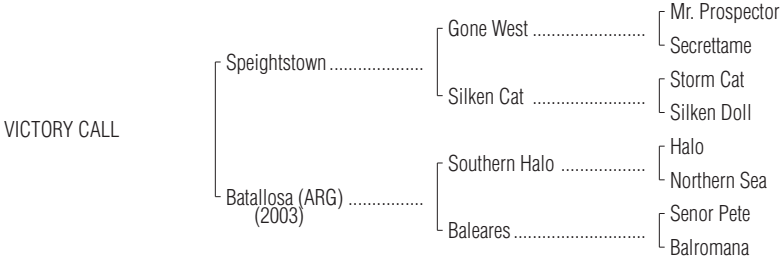 Mr. Prospector
Gone West ........................
Secrettame
Speightstown ....................
Storm Cat
Silken Cat ........................
Silken Doll
VICTORY CALL
Halo
Southern Halo ..................
Northern Sea
Batallosa (ARG) ................
(2003)
Senor Pete
Baleares ............................
Balromana